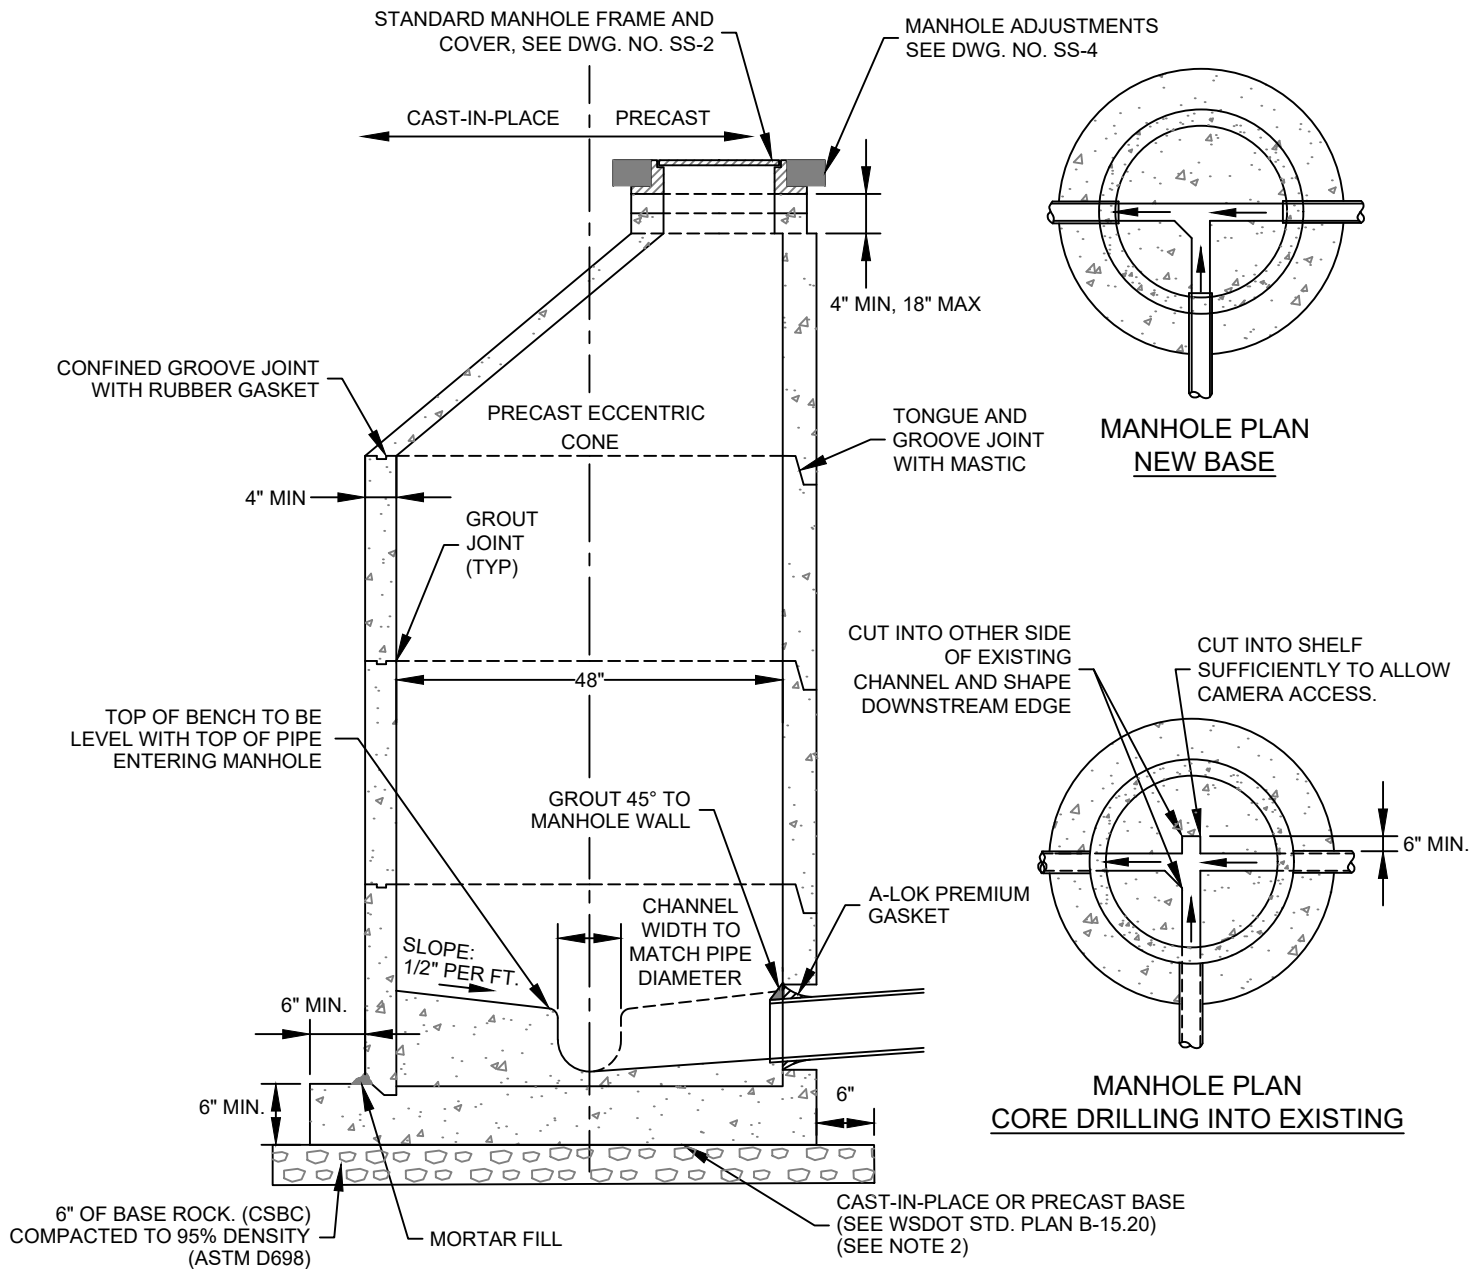 STANDARD MANHOLE FRAME AND
COVER, SEE DWG. NO. SS-2
MANHOLE ADJUSTMENTS
SEE DWG. NO. SS-4
CAST-IN-PLACE
PRECAST
4" MIN, 18" MAX
CONFINED GROOVE JOINT
WITH RUBBER GASKET
PRECAST ECCENTRIC
CONE
TONGUE AND
GROOVE JOINT
WITH MASTIC
MANHOLE PLAN
NEW BASE
4" MIN
GROUT
JOINT
(TYP)
48"
CUT INTO OTHER SIDE
OF EXISTING
CHANNEL AND SHAPE
DOWNSTREAM EDGE
CUT INTO SHELF
SUFFICIENTLY TO ALLOW
CAMERA ACCESS.
TOP OF BENCH TO BE
LEVEL WITH TOP OF PIPE
ENTERING MANHOLE
GROUT 45° TO
MANHOLE WALL
6" MIN.
A-LOK PREMIUM
GASKET
CHANNEL
WIDTH TO
MATCH PIPE
DIAMETER
SLOPE:
1/2" PER FT.
6" MIN.
6" MIN.
6"
MANHOLE PLAN
CORE DRILLING INTO EXISTING
6" OF BASE ROCK. (CSBC)
COMPACTED TO 95% DENSITY
(ASTM D698)
MORTAR FILL
CAST-IN-PLACE OR PRECAST BASE
(SEE WSDOT STD. PLAN B-15.20)
(SEE NOTE 2)